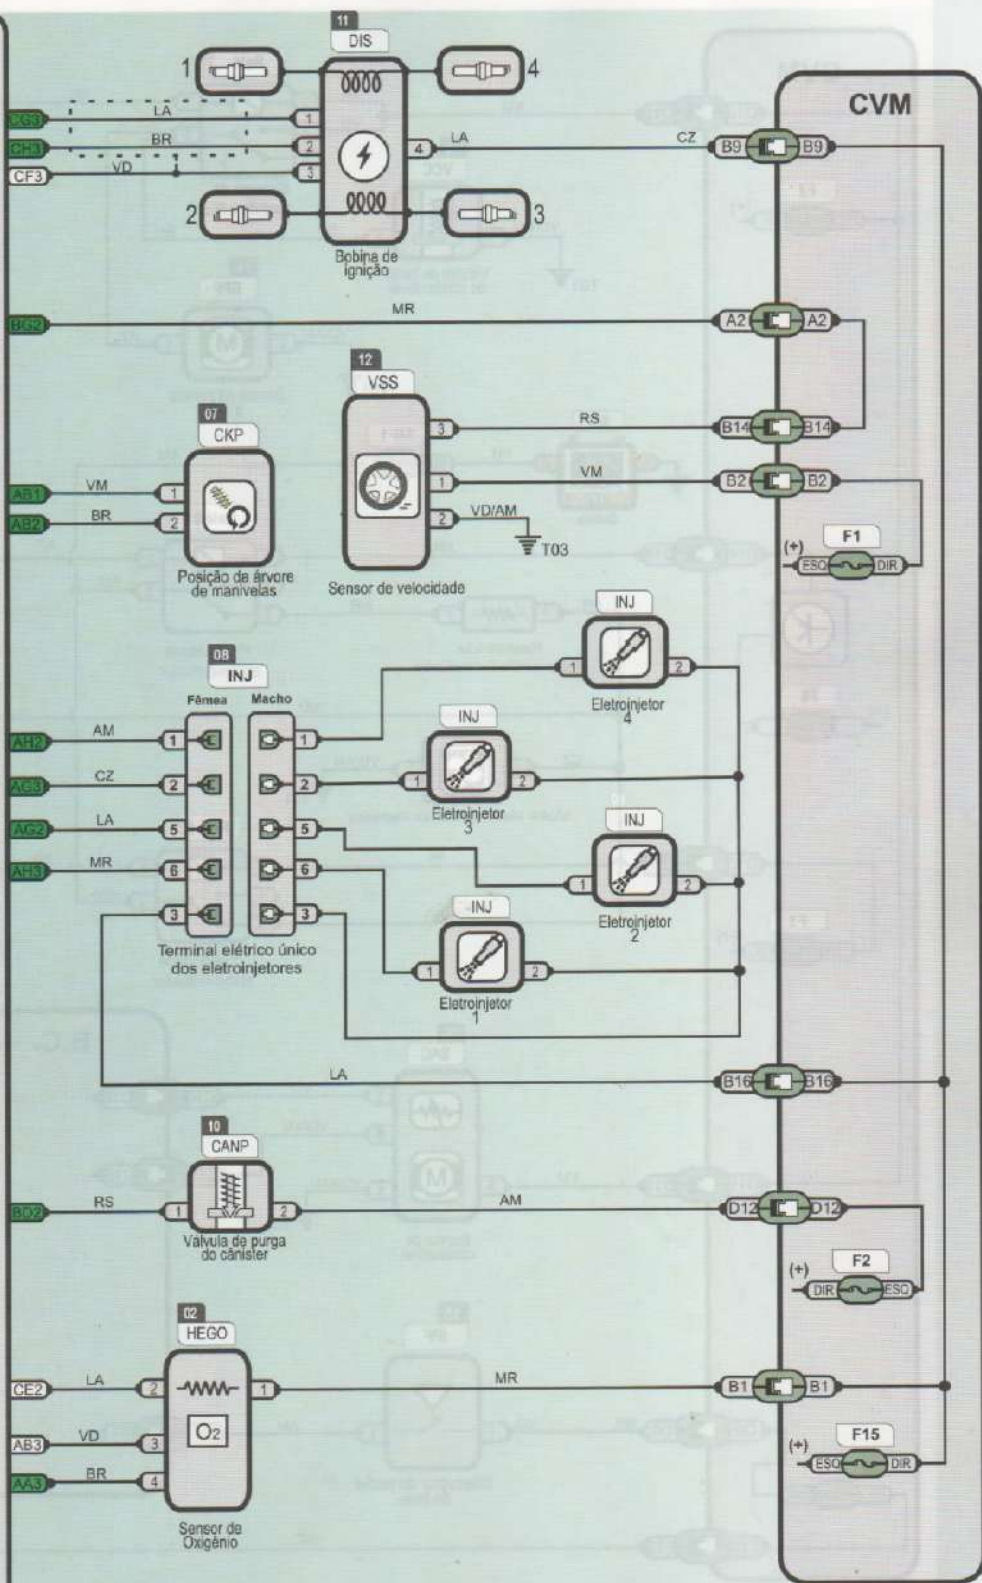 11
DIS
1
4
CVM
CG3 LA 1
CH3 BR 2
CF3 VD 3
4 LA CZ B9 B9
2
3
Bobina de
ignição
BG2 MR A2 A2
12
VSS
3 RS B14 B14
07
CKP
1 VM B2 B2
AB1 VM 1
AB2 BR 2
2 VD/AM
T03
F1
(+) ESQ DIR
Posição da árvore
de manivelas
Sensor de velocidade
INJ
1 2
Eletroinjetor
4
08
INJ
Fêmea Macho
INJ
AH2 AM 1 1
1 2
AG3 CZ 2 2
Eletroinjetor
3
INJ
AG2 LA 5 5
AH3 MR 6 6
1 2
Eletroinjetor
2
INJ
3 3
Terminal elétrico único
dos eletroinjetores
1 2
Eletroinjetor
1
LA B16 B16
10
CANP
BD2 RS 1 2 AM D12 D12
Válvula de purga
do cânister
F2
(+) DIR ESQ
02
HEGO
CE2 LA 2 1 MR B1 B1
O2
AB3 VD 3
AA3 BR 4
F15
(+) ESQ DIR
Sensor de
Oxigênio